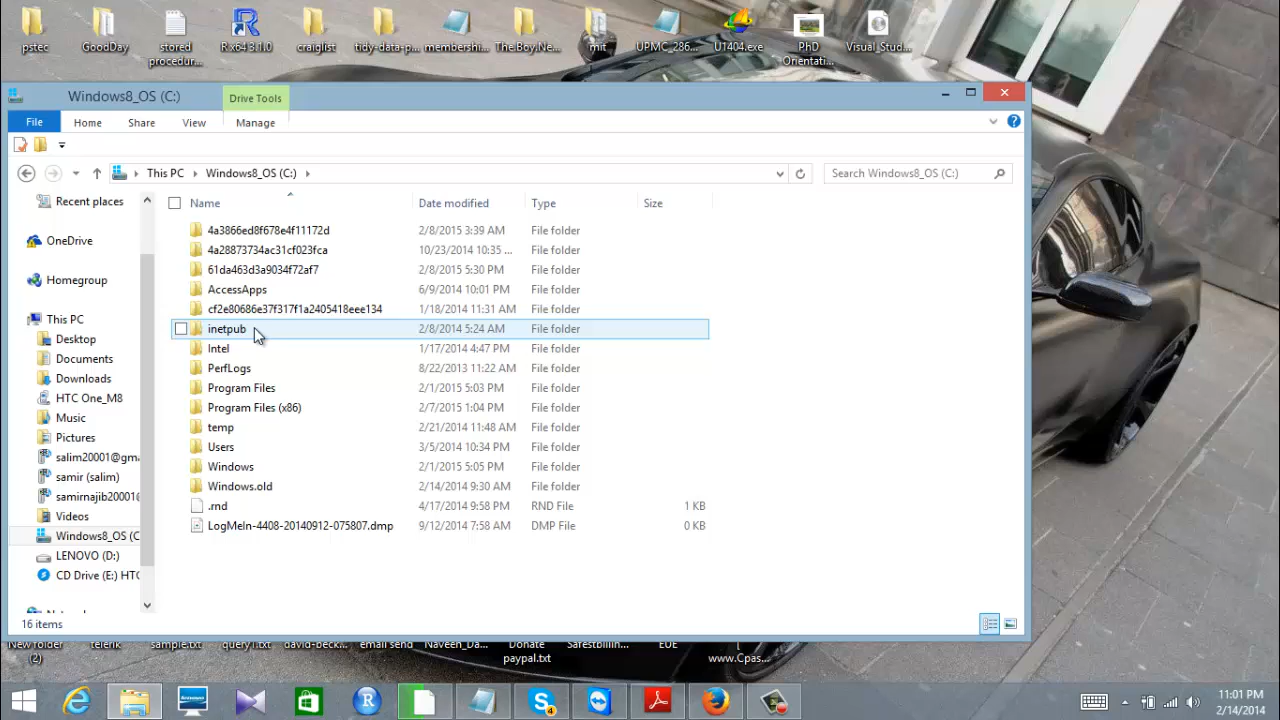 pstec
GoodDay
stored procedur...
R x64 3.1.0
craiglist
tidy-data-p...
membershi...
The.Boy.Ne...
mit
UPMC_286...
U1404.exe
PhD Orientati...
Visual_Stud...
Windows8_OS (C:)
Drive Tools
File
Home
Share
View
Manage
This PC
Windows8_OS (C:)
Search Windows8_OS (C:)
Recent places
OneDrive
Homegroup
This PC
Desktop
Documents
Downloads
HTC One_M8
Music
Pictures
salim20001@gma
samir (salim)
samirnajib20001@
Videos
Windows8_OS (C
LENOVO (D:)
CD Drive (E:) HTC
Name Date modified Type Size
4a3866ed8f678e4f11172d 2/8/2015 3:39 AM File folder
4a28873734ac31cf023fca 10/23/2014 10:35 ... File folder
61da463d3a9034f72af7 2/8/2015 5:30 PM File folder
AccessApps 6/9/2014 10:01 PM File folder
cf2e80686e37f317f1a2405418eee134 1/18/2014 11:31 AM File folder
inetpub 2/8/2014 5:24 AM File folder
Intel 1/17/2014 4:47 PM File folder
PerfLogs 8/22/2013 11:22 AM File folder
Program Files 2/1/2015 5:03 PM File folder
Program Files (x86) 2/7/2015 1:04 PM File folder
temp 2/21/2014 11:48 AM File folder
Users 3/5/2014 10:34 PM File folder
Windows 2/1/2015 5:05 PM File folder
Windows.old 2/14/2014 9:30 AM File folder
.rnd 4/17/2014 9:58 PM RND File 1 KB
LogMeIn-4408-20140912-075807.dmp 9/12/2014 7:58 AM DMP File 0 KB
16 items
New folder (2)
telerik
sample.txt
query1.txt
david-beck...
email send
Naveen_Da...
Donate paypal.txt
Safestbillin...
EUE
www.Cpas...
11:01 PM
2/14/2014